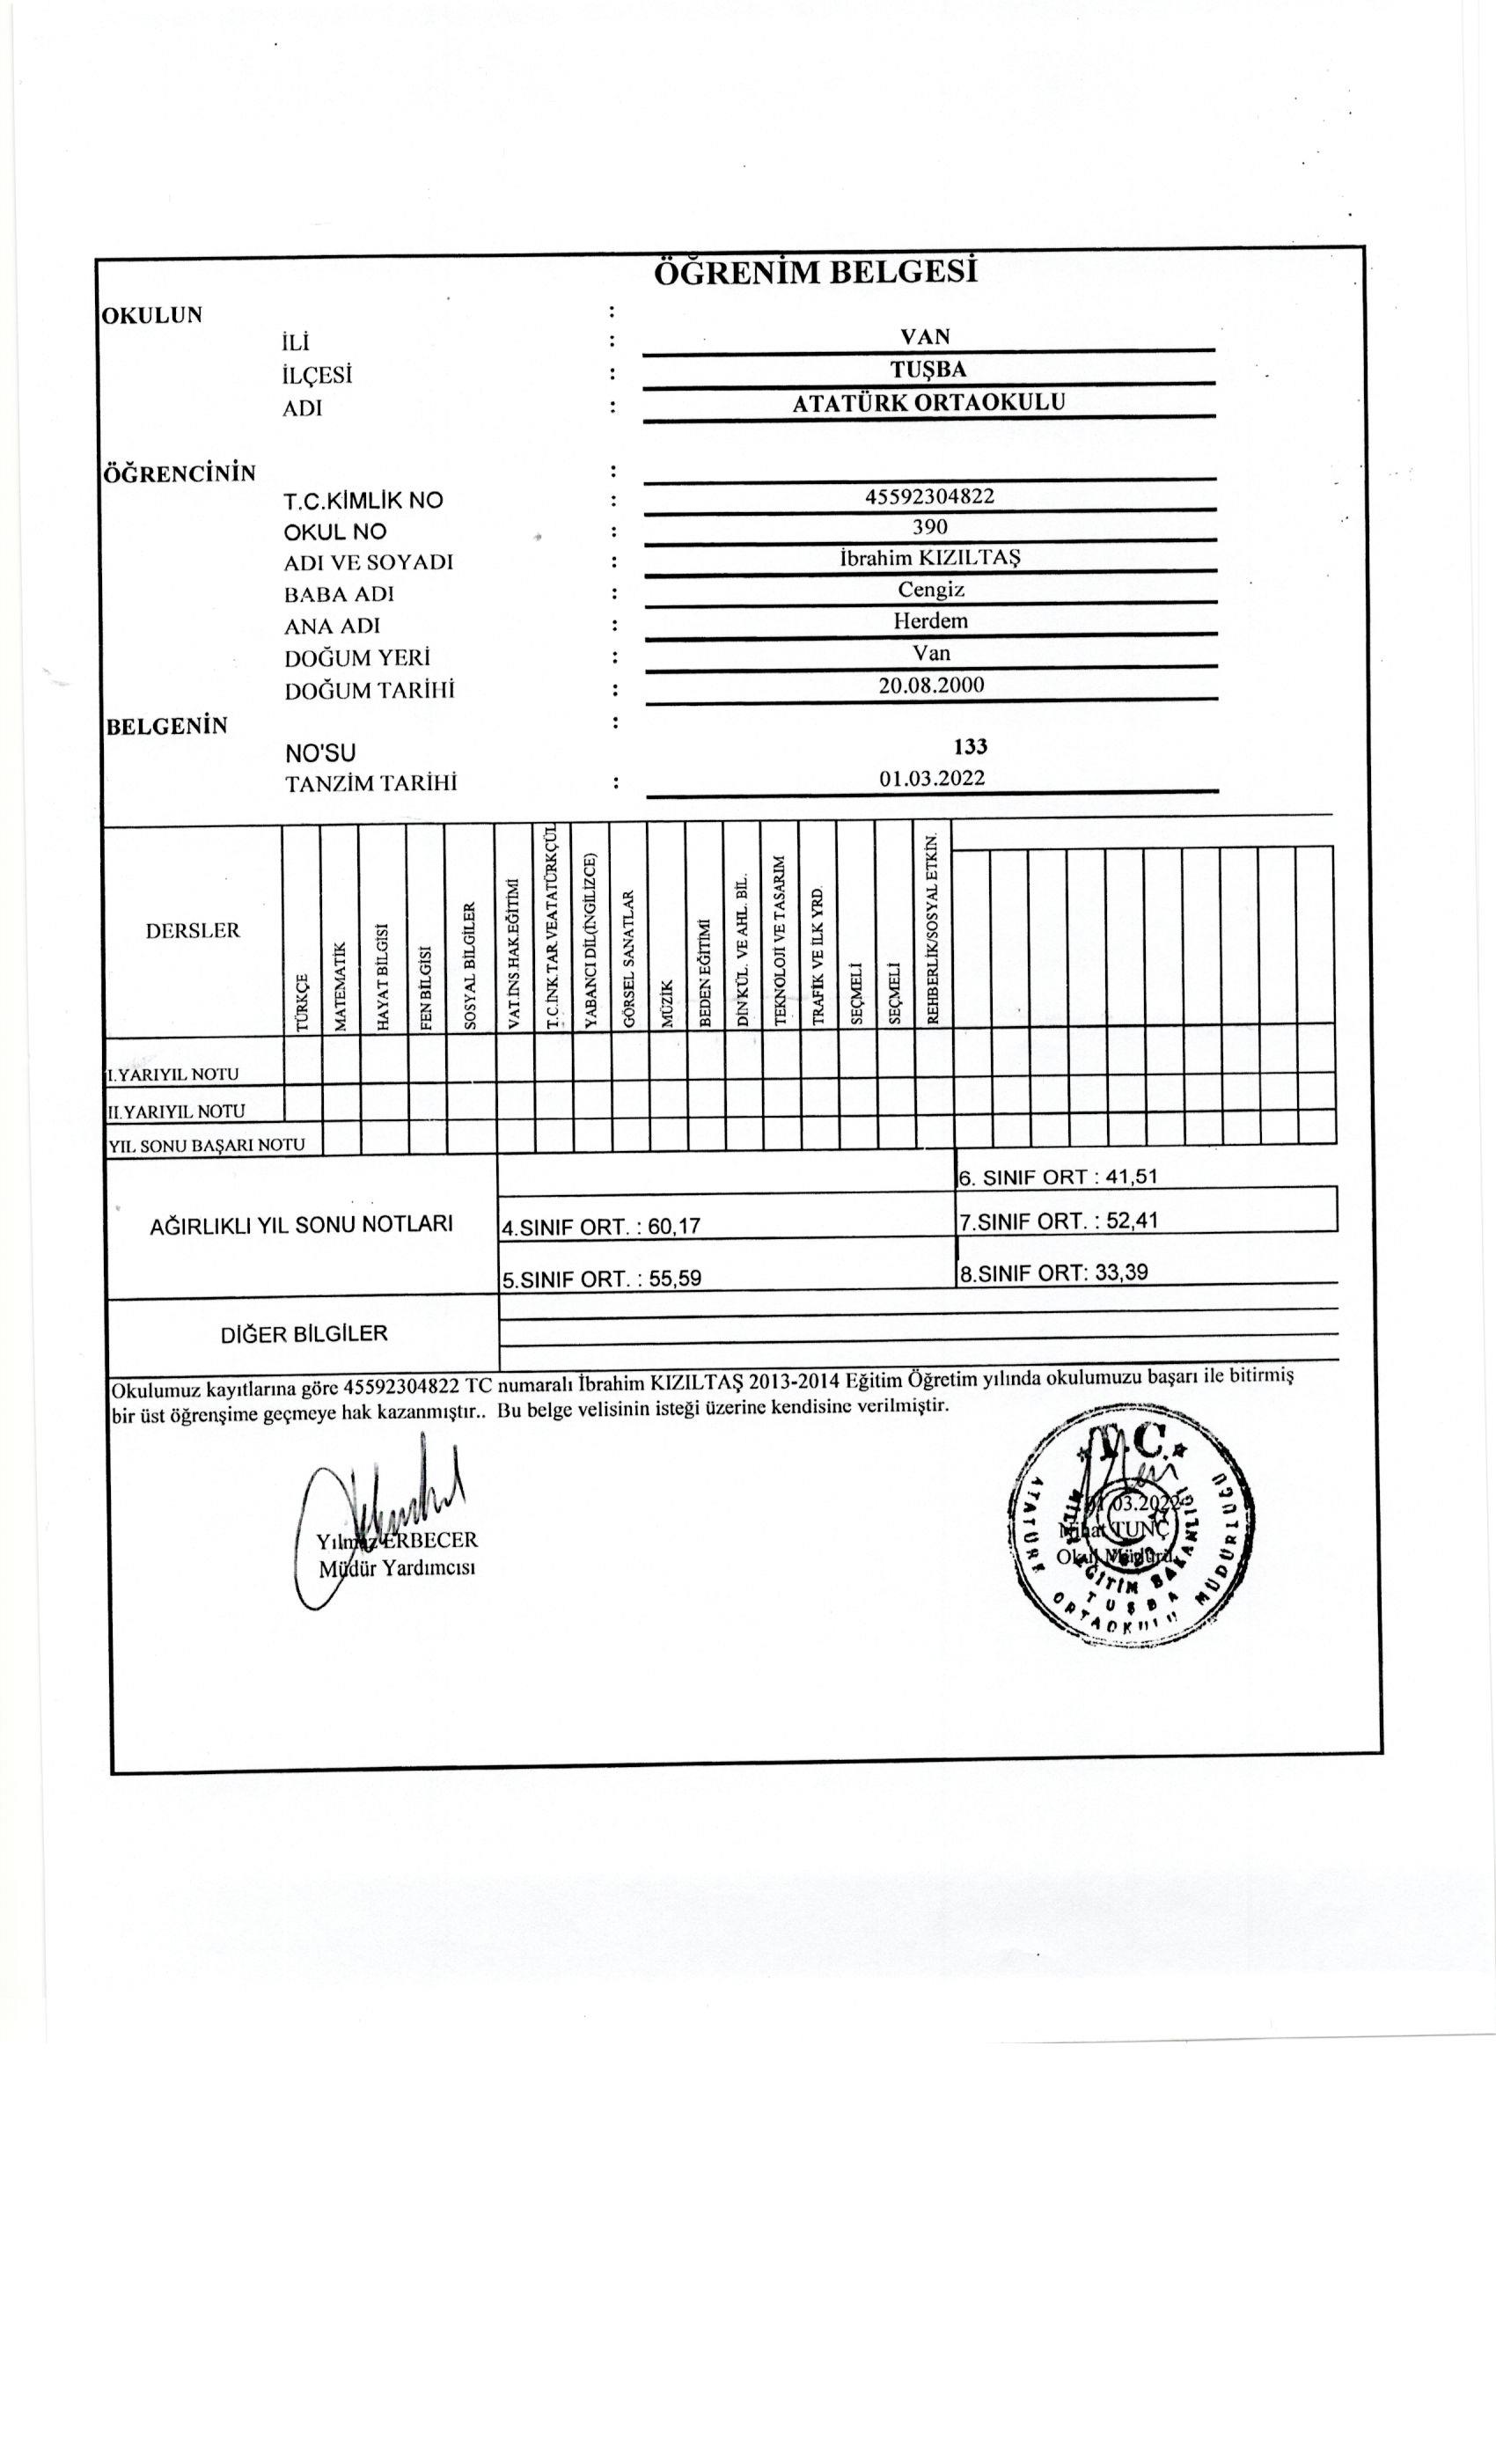 ÖĞRENİM BELGESİ
OKULUN :
İLİ : VAN
İLÇESİ : TUŞBA
ADI : ATATÜRK ORTAOKULU
ÖĞRENCİNİN :
T.C.KİMLİK NO : 45592304822
OKUL NO : 390
ADI VE SOYADI : İbrahim KIZILTAŞ
BABA ADI : Cengiz
ANA ADI : Herdem
DOĞUM YERİ : Van
DOĞUM TARİHİ : 20.08.2000
BELGENİN :
NO'SU 133
TANZİM TARİHİ : 01.03.2022
DERSLER
TÜRKÇE
MATEMATİK
HAYAT BİLGİSİ
FEN BİLGİSİ
SOSYAL BİLGİLER
VAT.İNS.HAK.EĞİTİMİ
T.C.İNK.TAR.VEATATÜRKÇÜL
YABANCI DİL(İNGİLİZCE)
GÖRSEL SANATLAR
MÜZİK
BEDEN EĞİTİMİ
DİN KÜL. VE AHL. BİL.
TEKNOLOJİ VE TASARIM
TRAFİK VE İLK YRD.
SEÇMELİ
SEÇMELİ
REHBERLİK/SOSYAL ETKİN.
I.YARIYIL NOTU
II.YARIYIL NOTU
YIL SONU BAŞARI NOTU
AĞIRLIKLI YIL SONU NOTLARI
6. SINIF ORT : 41,51
4.SINIF ORT. : 60,17
7.SINIF ORT. : 52,41
5.SINIF ORT. : 55,59
8.SINIF ORT: 33,39
DİĞER BİLGİLER
Okulumuz kayıtlarına göre 45592304822 TC numaralı İbrahim KIZILTAŞ 2013-2014 Eğitim Öğretim yılında okulumuzu başarı ile bitirmiş
bir üst öğrenşime geçmeye hak kazanmıştır.. Bu belge velisinin isteği üzerine kendisine verilmiştir.
Yılmaz ERBECER
Müdür Yardımcısı
01.03.2022
Nihat TUNÇ
Okul Müdürü
T.C.
MİLLİ EĞİTİM BAKANLIĞI
TUŞBA
ATATÜRK ORTAOKULU MÜDÜRLÜĞÜ